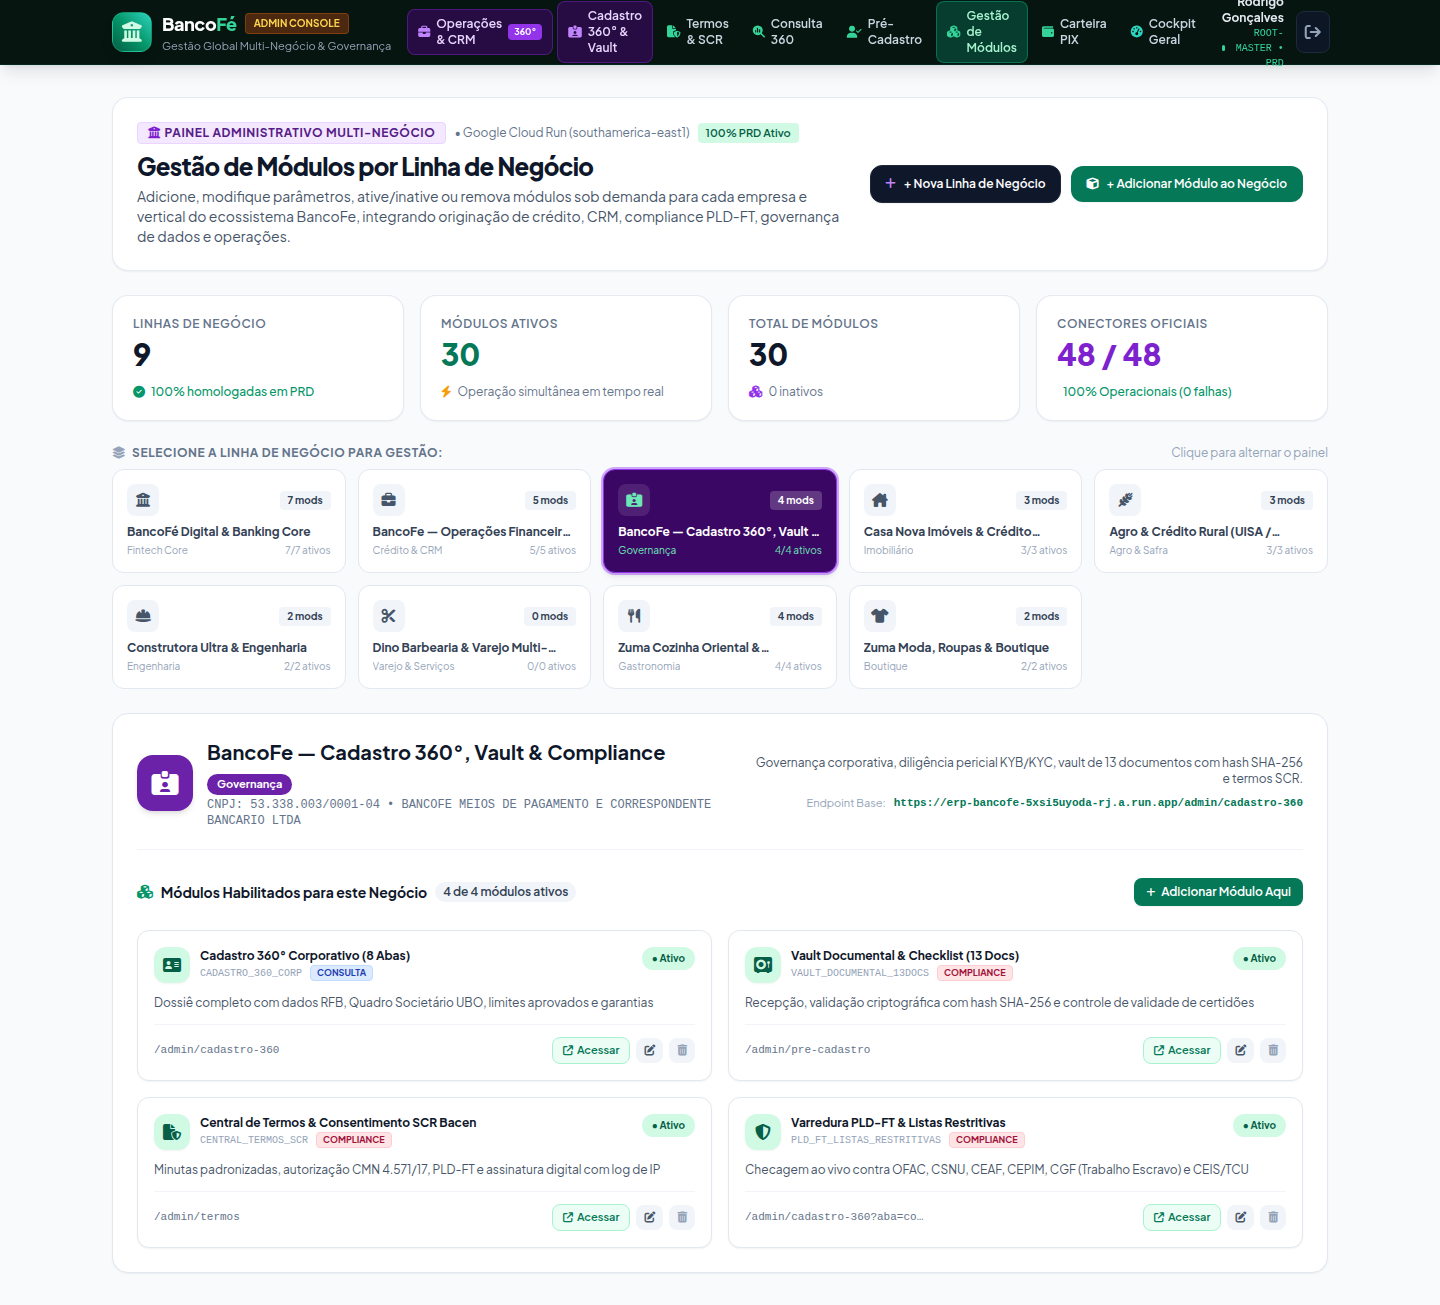 BancoFé ADMIN CONSOLE
Gestão Global Multi-Negócio & Governança
Operações & CRM 360°
Cadastro 360° & Vault
Termos & SCR
Consulta 360
Pré-Cadastro
Gestão de Módulos
Carteira PIX
Cockpit Geral
Rodrigo Gonçalves
ROOT-MASTER • PRD
PAINEL ADMINISTRATIVO MULTI-NEGÓCIO • Google Cloud Run (southamerica-east1) 100% PRD Ativo
Gestão de Módulos por Linha de Negócio
Adicione, modifique parâmetros, ative/inative ou remova módulos sob demanda para cada empresa e
vertical do ecossistema BancoFe, integrando originação de crédito, CRM, compliance PLD-FT, governança
de dados e operações.
+ Nova Linha de Negócio
+ Adicionar Módulo ao Negócio
LINHAS DE NEGÓCIO
9
100% homologadas em PRD
MÓDULOS ATIVOS
30
Operação simultânea em tempo real
TOTAL DE MÓDULOS
30
0 inativos
CONECTORES OFICIAIS
48 / 48
100% Operacionais (0 falhas)
SELECIONE A LINHA DE NEGÓCIO PARA GESTÃO:
Clique para alternar o painel
7 mods
BancoFé Digital & Banking Core
Fintech Core 7/7 ativos
5 mods
BancoFe — Operações Financeir...
Crédito & CRM 5/5 ativos
4 mods
BancoFe — Cadastro 360°, Vault ...
Governança 4/4 ativos
3 mods
Casa Nova Imóveis & Crédito...
Imobiliário 3/3 ativos
3 mods
Agro & Crédito Rural (UISA /...
Agro & Safra 3/3 ativos
2 mods
Construtora Ultra & Engenharia
Engenharia 2/2 ativos
0 mods
Dino Barbearia & Varejo Multi-...
Varejo & Serviços 0/0 ativos
4 mods
Zuma Cozinha Oriental &...
Gastronomia 4/4 ativos
2 mods
Zuma Moda, Roupas & Boutique
Boutique 2/2 ativos
BancoFe — Cadastro 360°, Vault & Compliance
Governança
CNPJ: 53.338.003/0001-04 • BANCOFE MEIOS DE PAGAMENTO E CORRESPONDENTE
BANCARIO LTDA
Governança corporativa, diligência pericial KYB/KYC, vault de 13 documentos com hash SHA-256
e termos SCR.
Endpoint Base: https://erp-bancofe-5xsi5uyoda-rj.a.run.app/admin/cadastro-360
Módulos Habilitados para este Negócio 4 de 4 módulos ativos
+ Adicionar Módulo Aqui
Cadastro 360° Corporativo (8 Abas)
CADASTRO_360_CORP CONSULTA
• Ativo
Dossiê completo com dados RFB, Quadro Societário UBO, limites aprovados e garantias
/admin/cadastro-360
Acessar
Vault Documental & Checklist (13 Docs)
VAULT_DOCUMENTAL_13DOCS COMPLIANCE
• Ativo
Recepção, validação criptográfica com hash SHA-256 e controle de validade de certidões
/admin/pre-cadastro
Acessar
Central de Termos & Consentimento SCR Bacen
CENTRAL_TERMOS_SCR COMPLIANCE
• Ativo
Minutas padronizadas, autorização CMN 4.571/17, PLD-FT e assinatura digital com log de IP
/admin/termos
Acessar
Varredura PLD-FT & Listas Restritivas
PLD_FT_LISTAS_RESTRITIVAS COMPLIANCE
• Ativo
Checagem ao vivo contra OFAC, CSNU, CEAF, CEPIM, CGF (Trabalho Escravo) e CEIS/TCU
/admin/cadastro-360?aba=co…
Acessar